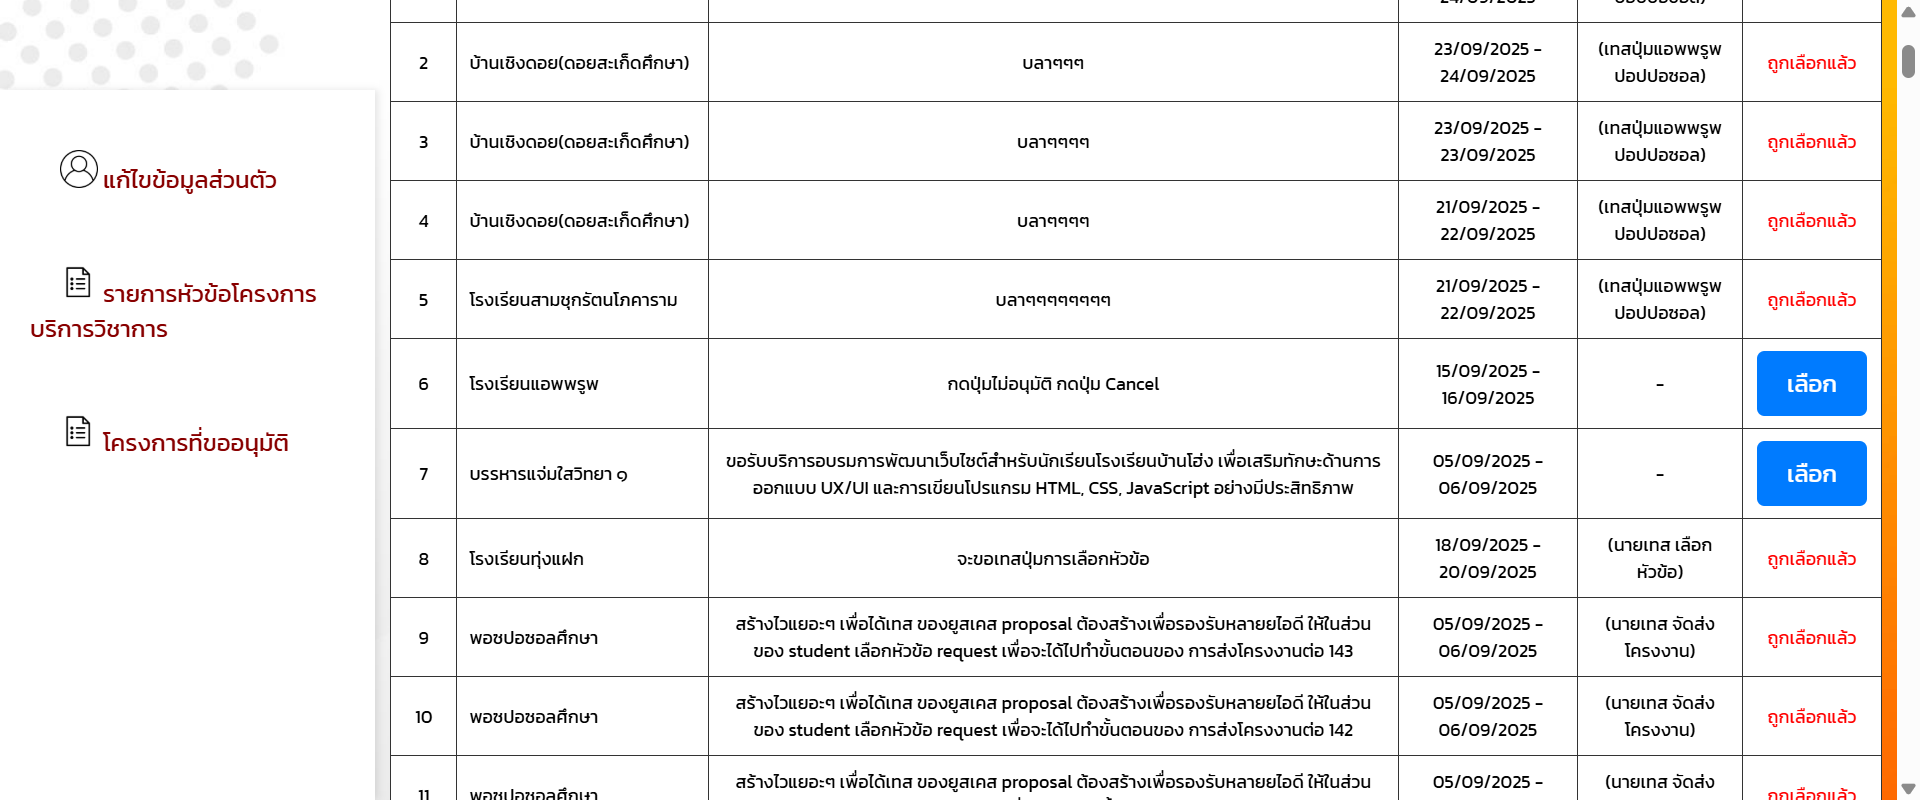 แก้ไขข้อมูลส่วนตัว
รายการหัวข้อโครงการ
บริการวิชาการ
โครงการที่ขออนุมัติ
24/09/2025
ปอปปอซอล)
2
บ้านเชิงดอย(ดอยสะเก็ดศึกษา)
บลาๆๆๆ
23/09/2025 -
24/09/2025
(เทสปุ่มแอพพรูพ
ปอปปอซอล)
ถูกเลือกแล้ว
3
บ้านเชิงดอย(ดอยสะเก็ดศึกษา)
บลาๆๆๆๆ
23/09/2025 -
23/09/2025
(เทสปุ่มแอพพรูพ
ปอปปอซอล)
ถูกเลือกแล้ว
4
บ้านเชิงดอย(ดอยสะเก็ดศึกษา)
บลาๆๆๆๆ
21/09/2025 -
22/09/2025
(เทสปุ่มแอพพรูพ
ปอปปอซอล)
ถูกเลือกแล้ว
5
โรงเรียนสามชุกรัตนโภคาราม
บลาๆๆๆๆๆๆๆๆ
21/09/2025 -
22/09/2025
(เทสปุ่มแอพพรูพ
ปอปปอซอล)
ถูกเลือกแล้ว
6
โรงเรียนแอพพรูพ
กดปุ่มไม่อนุมัติ กดปุ่ม Cancel
15/09/2025 -
16/09/2025
-
เลือก
7
บรรหารแจ่มใสวิทยา ๑
ขอรับบริการอบรมการพัฒนาเว็บไซต์สำหรับนักเรียนโรงเรียนบ้านโฮ่ง เพื่อเสริมทักษะด้านการ
ออกแบบ UX/UI และการเขียนโปรแกรม HTML, CSS, JavaScript อย่างมีประสิทธิภาพ
05/09/2025 -
06/09/2025
-
เลือก
8
โรงเรียนทุ่งแฝก
จะขอเทสปุ่มการเลือกหัวข้อ
18/09/2025 -
20/09/2025
(นายเทส เลือก
หัวข้อ)
ถูกเลือกแล้ว
9
พอซปอซอลศึกษา
สร้างไวแยอะๆ เพื่อได้เทส ของยูสเคส proposal ต้องสร้างเพื่อรองรับหลายยไอดี ให้ในส่วน
ของ student เลือกหัวข้อ request เพื่อจะได้ไปทำขั้นตอนของ การส่งโครงงานต่อ 143
05/09/2025 -
06/09/2025
(นายเทส จัดส่ง
โครงงาน)
ถูกเลือกแล้ว
10
พอซปอซอลศึกษา
สร้างไวแยอะๆ เพื่อได้เทส ของยูสเคส proposal ต้องสร้างเพื่อรองรับหลายยไอดี ให้ในส่วน
ของ student เลือกหัวข้อ request เพื่อจะได้ไปทำขั้นตอนของ การส่งโครงงานต่อ 142
05/09/2025 -
06/09/2025
(นายเทส จัดส่ง
โครงงาน)
ถูกเลือกแล้ว
11
พอซปอซอลศึกษา
สร้างไวแยอะๆ เพื่อได้เทส ของยูสเคส proposal ต้องสร้างเพื่อรองรับหลายยไอดี ให้ในส่วน
05/09/2025 -
(นายเทส จัดส่ง
ถูกเลือกแล้ว